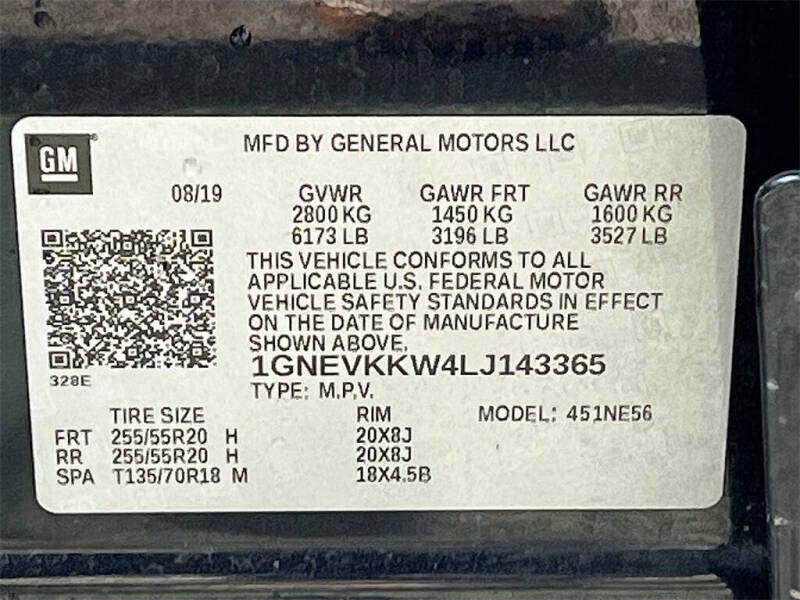 GM
MFD BY GENERAL MOTORS LLC
08/19 GVWR GAWR FRT GAWR RR
2800 KG 1450 KG 1600 KG
6173 LB 3196 LB 3527 LB
THIS VEHICLE CONFORMS TO ALL
APPLICABLE U.S. FEDERAL MOTOR
VEHICLE SAFETY STANDARDS IN EFFECT
ON THE DATE OF MANUFACTURE
SHOWN ABOVE.
1GNEVKKW4LJ143365
328E
TYPE: M.P.V.
TIRE SIZE RIM MODEL: 451NE56
FRT 255/55R20 H 20X8J
RR 255/55R20 H 20X8J
SPA T135/70R18 M 18X4.5B